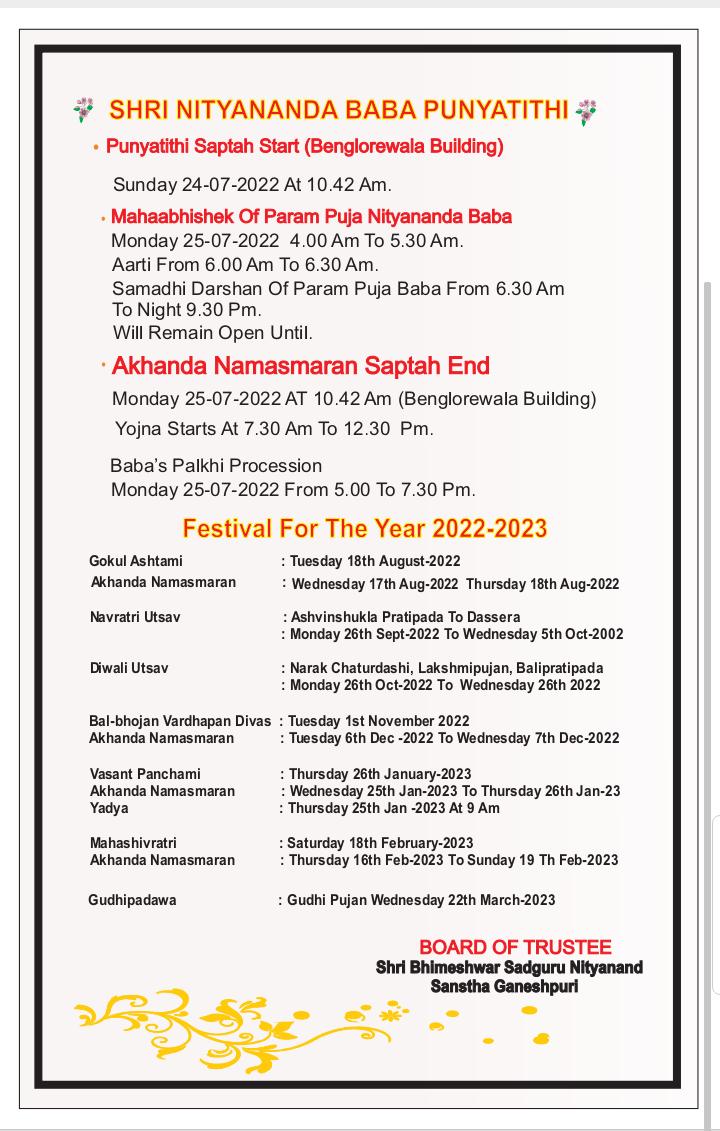 SHRI NITYANANDA BABA PUNYATITHI
• Punyatithi Saptah Start (Benglorewala Building)
Sunday 24-07-2022 At 10.42 Am.
• Mahaabhishek Of Param Puja Nityananda Baba
Monday 25-07-2022 4.00 Am To 5.30 Am.
Aarti From 6.00 Am To 6.30 Am.
Samadhi Darshan Of Param Puja Baba From 6.30 Am
To Night 9.30 Pm.
Will Remain Open Until.
• Akhanda Namasmaran Saptah End
Monday 25-07-2022 AT 10.42 Am (Benglorewala Building)
Yojna Starts At 7.30 Am To 12.30 Pm.
Baba's Palkhi Procession
Monday 25-07-2022 From 5.00 To 7.30 Pm.
Festival For The Year 2022-2023
Gokul Ashtami : Tuesday 18th August-2022
Akhanda Namasmaran : Wednesday 17th Aug-2022 Thursday 18th Aug-2022
Navratri Utsav : Ashvinshukla Pratipada To Dassera
: Monday 26th Sept-2022 To Wednesday 5th Oct-2002
Diwali Utsav : Narak Chaturdashi, Lakshmipujan, Balipratipada
: Monday 26th Oct-2022 To Wednesday 26th 2022
Bal-bhojan Vardhapan Divas : Tuesday 1st November 2022
Akhanda Namasmaran : Tuesday 6th Dec -2022 To Wednesday 7th Dec-2022
Vasant Panchami : Thursday 26th January-2023
Akhanda Namasmaran : Wednesday 25th Jan-2023 To Thursday 26th Jan-23
Yadya : Thursday 25th Jan -2023 At 9 Am
Mahashivratri : Saturday 18th February-2023
Akhanda Namasmaran : Thursday 16th Feb-2023 To Sunday 19 Th Feb-2023
Gudhipadawa : Gudhi Pujan Wednesday 22th March-2023
BOARD OF TRUSTEE
Shri Bhimeshwar Sadguru Nityanand
Sanstha Ganeshpuri